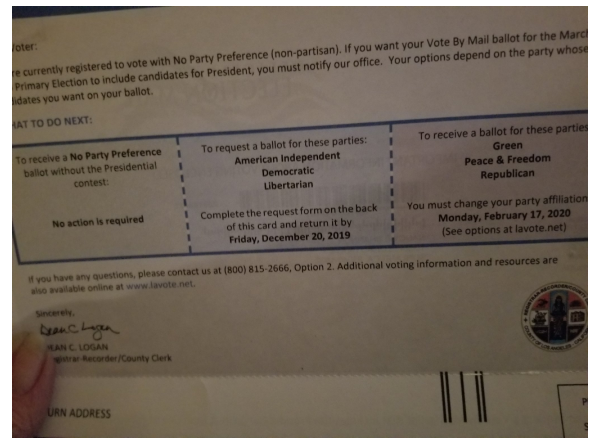 Voter:
re currently registered to vote with No Party Preference (non-partisan). If you want your Vote By Mail ballot for the March
Primary Election to include candidates for President, you must notify our office. Your options depend on the party whose
didates you want on your ballot.
HAT TO DO NEXT:
To receive a No Party Preference
ballot without the Presidential
contest:
No action is required
To request a ballot for these parties:
American Independent
Democratic
Libertarian
Complete the request form on the back
of this card and return it by
Friday, December 20, 2019
To receive a ballot for these parties
Green
Peace & Freedom
Republican
You must change your party affiliation
Monday, February 17, 2020
(See options at lavote.net)
If you have any questions, please contact us at (800) 815-2666, Option 2. Additional voting information and resources are
also available online at www.lavote.net.
Sincerely,
Dean C. Logan
DEAN C. LOGAN
egistrar-Recorder/County Clerk
URN ADDRESS
P
S